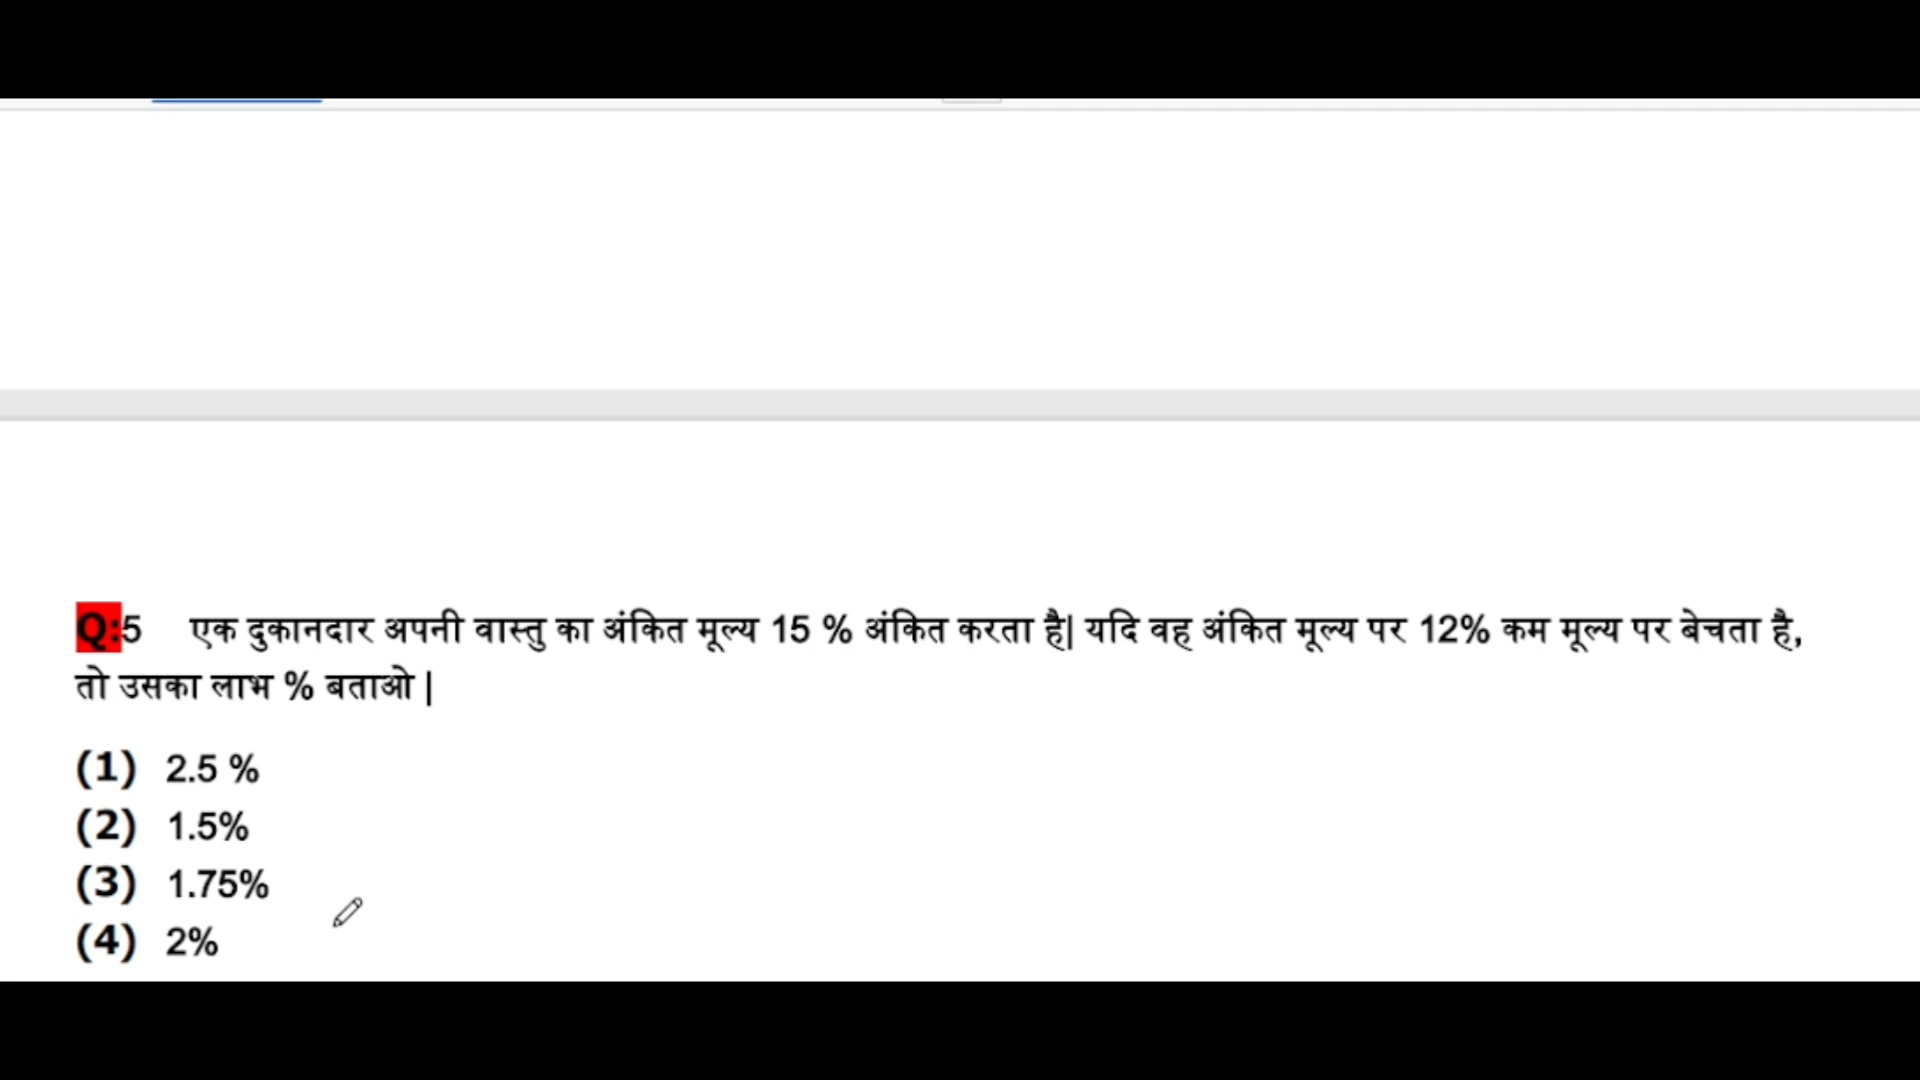 Q:5 एक दुकानदार अपनी वास्तु का अंकित मूल्य 15 % अंकित करता है| यदि वह अंकित मूल्य पर 12% कम मूल्य पर बेचता है,
तो उसका लाभ % बताओ |
(1) 2.5 %
(2) 1.5%
(3) 1.75%
(4) 2%